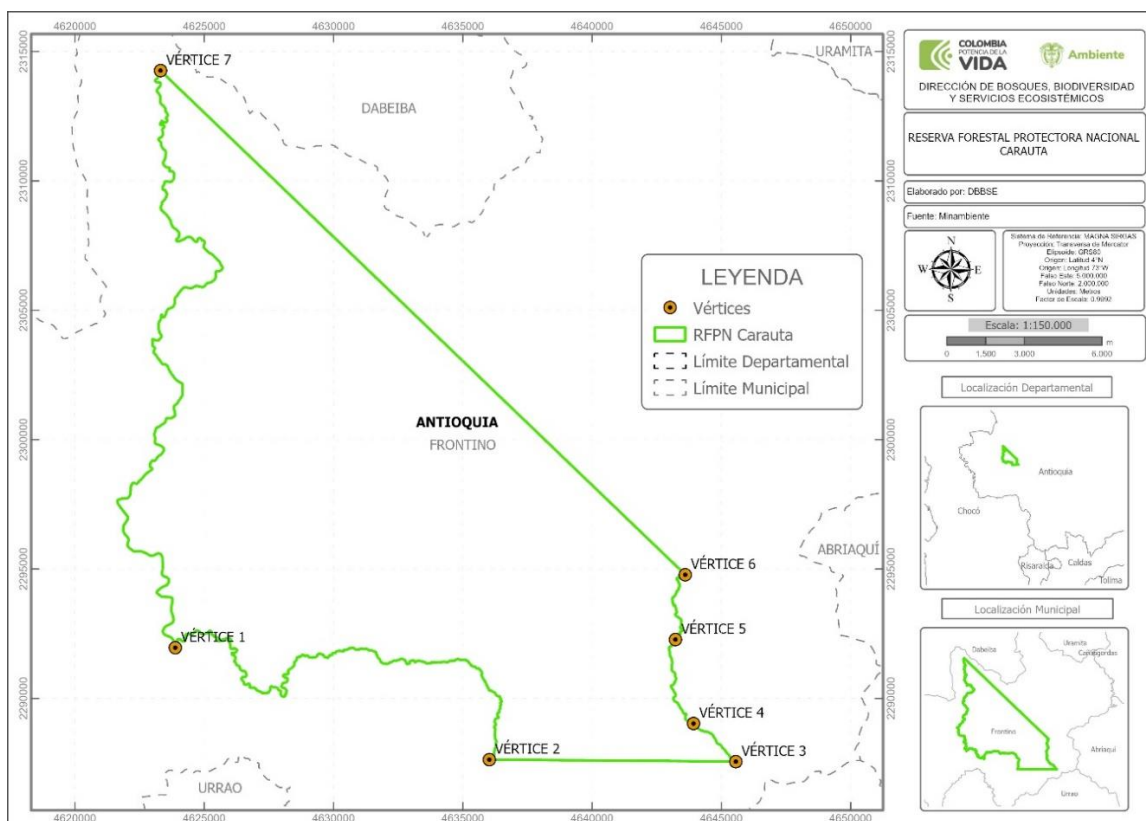 4620000 4625000 4630000 4635000 4640000 4645000 4650000
2315000
2310000
2305000
2300000
2295000
2290000
VÉRTICE 7
URAMITA
DABEIBA
LEYENDA
Vértices
RFPN Carauta
Límite Departamental
Límite Municipal
ANTIOQUIA
FRONTINO
ABRIAQUÍ
VÉRTICE 6
VÉRTICE 5
VÉRTICE 1
VÉRTICE 4
VÉRTICE 2
VÉRTICE 3
URRAO
2315000
2310000
2305000
2300000
2295000
2290000
4620000 4625000 4630000 4635000 4640000 4645000 4650000
COLOMBIA
POTENCIA DE LA
VIDA
Ambiente
DIRECCIÓN DE BOSQUES, BIODIVERSIDAD
Y SERVICIOS ECOSISTÉMICOS
RESERVA FORESTAL PROTECTORA NACIONAL
CARAUTA
Elaborado por: DBBSE
Fuente: Minambiente
N
W E
S
Sistema de Referencia: MAGNA SIRGAS
Proyección: Transversa de Mercator
Elipsoide: GRS80
Origen: Latitud 4°N
Origen: Longitud 73°W
Falso Este: 5.000.000
Falso Norte: 2.000.000
Unidades: Metros
Factor de Escala: 0.9992
Escala: 1:150.000
m
0 1.500 3.000 6.000
Localización Departamental
Antioquia
Chocó
Risaralda
Caldas
Tolima
Localización Municipal
Uramita
Dabeiba
Cañasgordas
Frontino
Abriaquí
Urrao